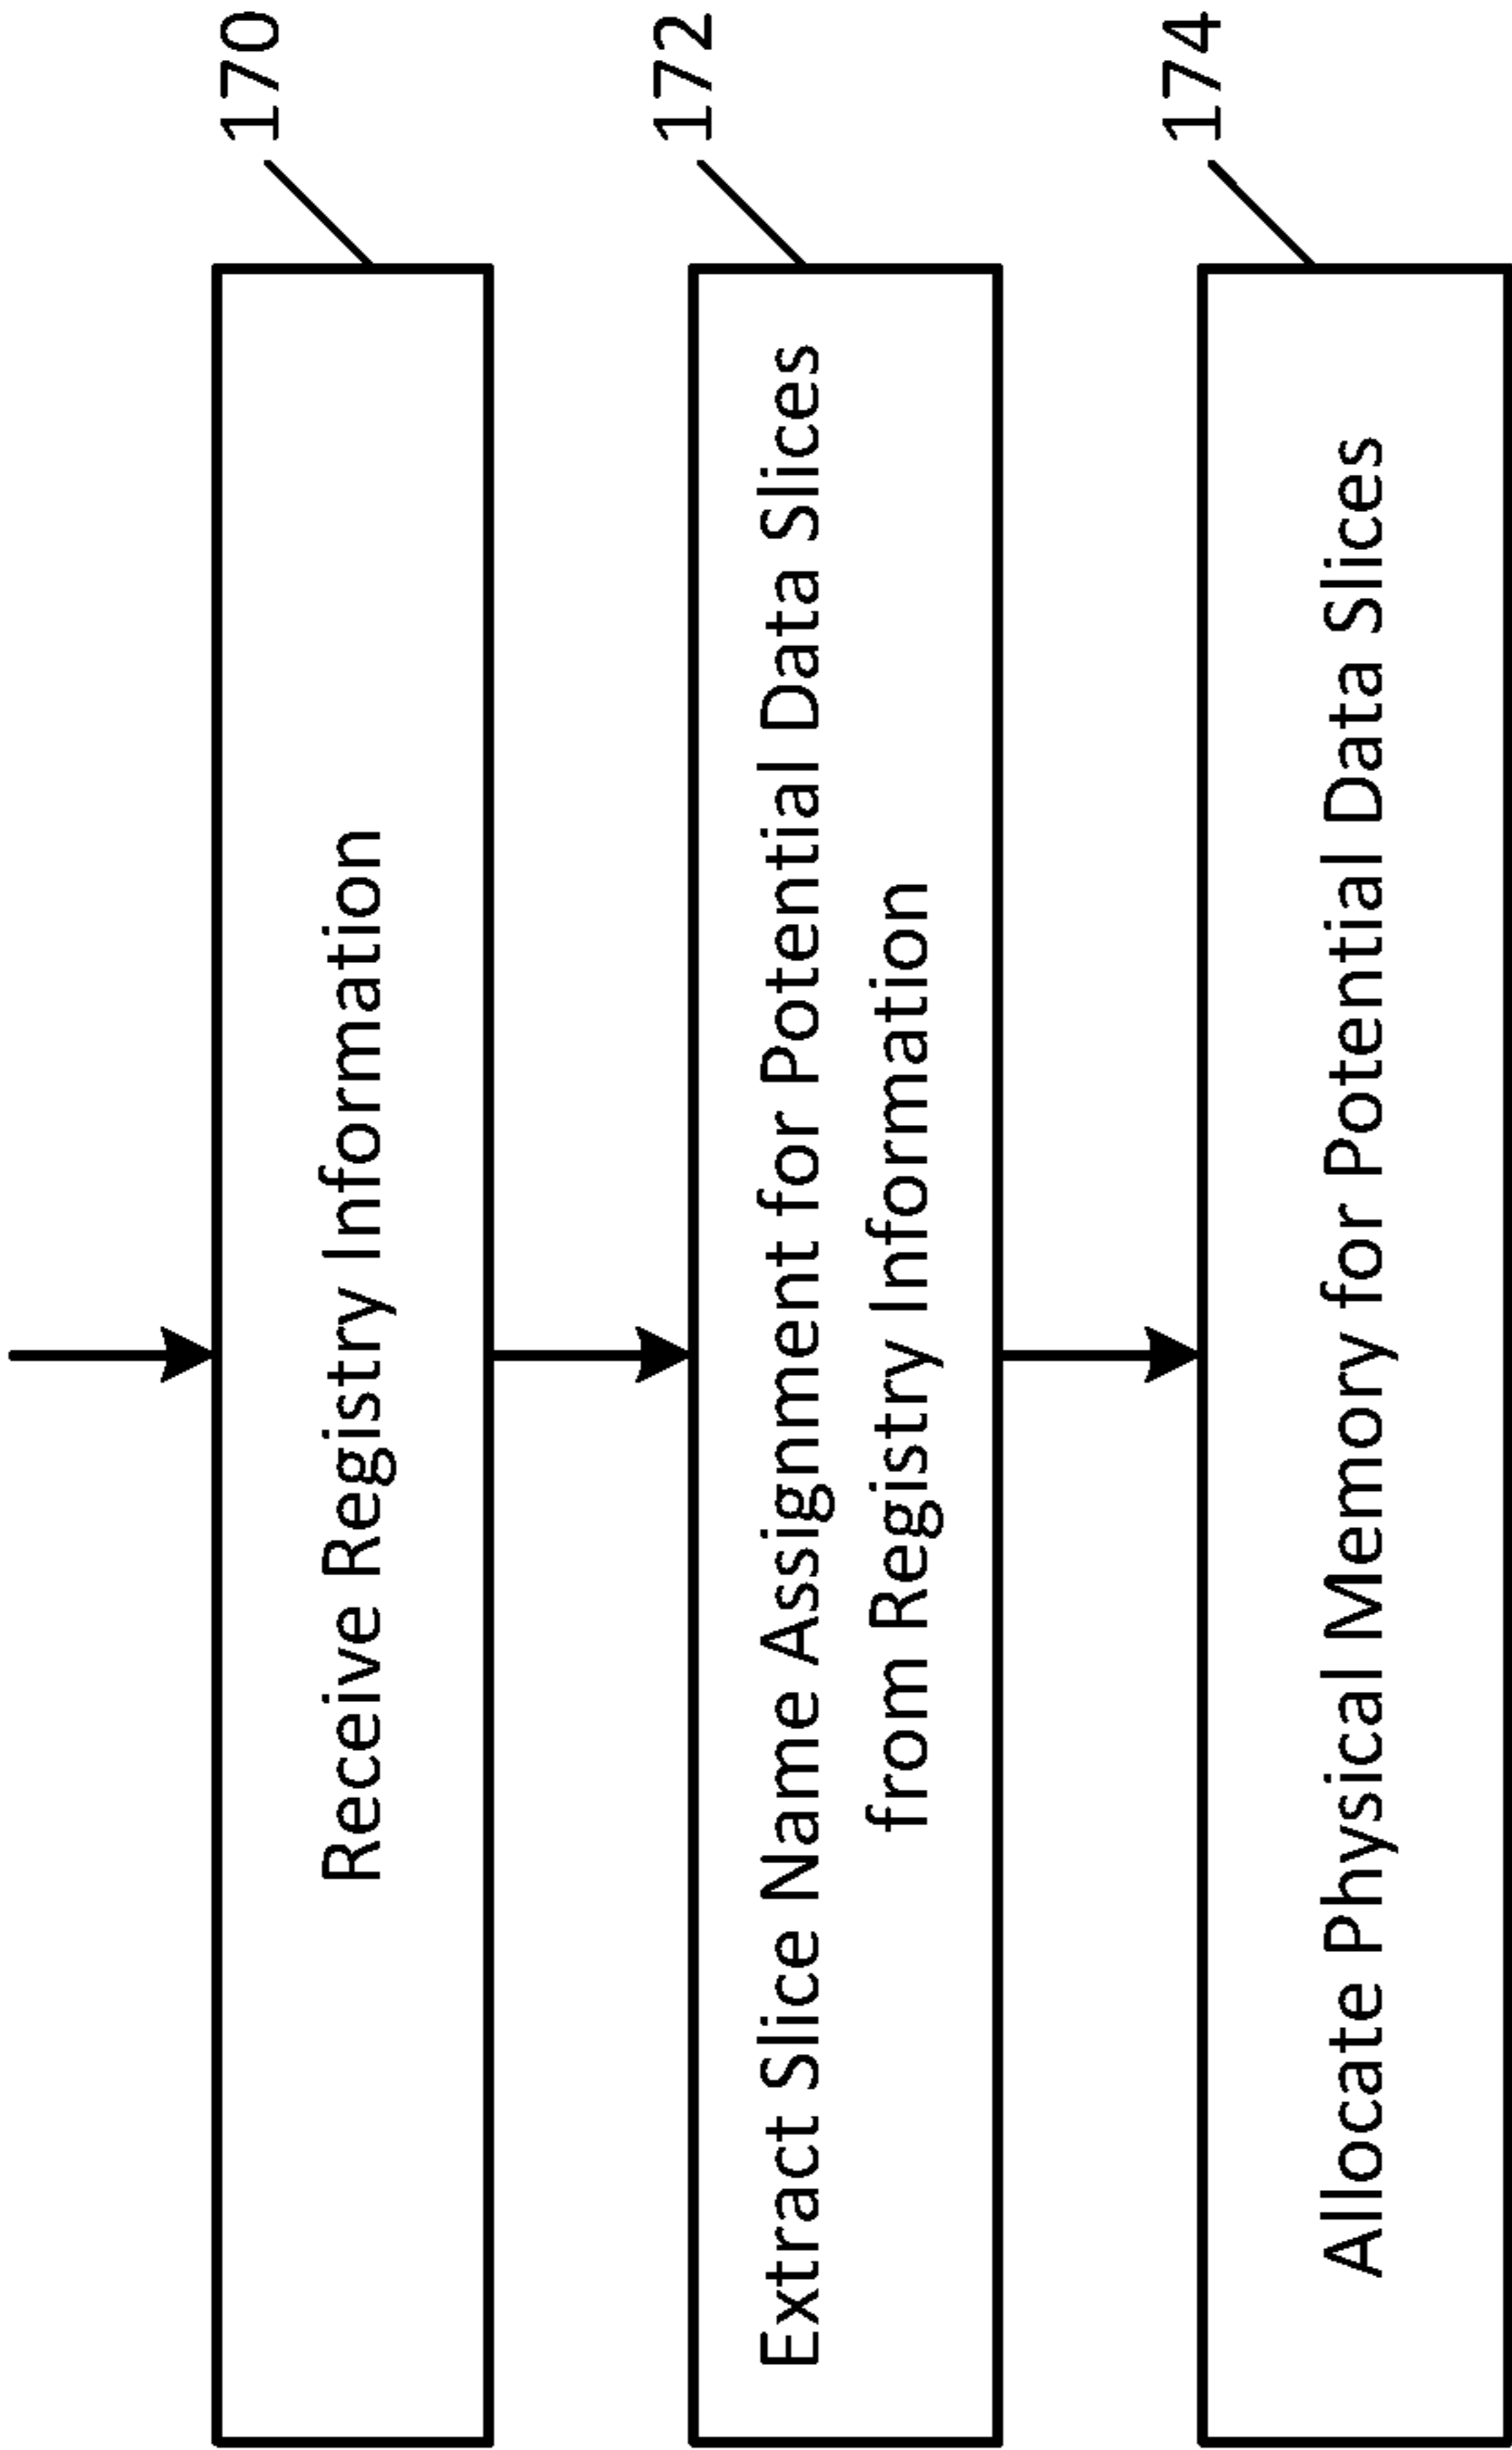 170
Receive Registry Information
172
Extract Slice Name Assignment for Potential Data Slices
from Registry Information
174
Allocate Physical Memory for Potential Data Slices